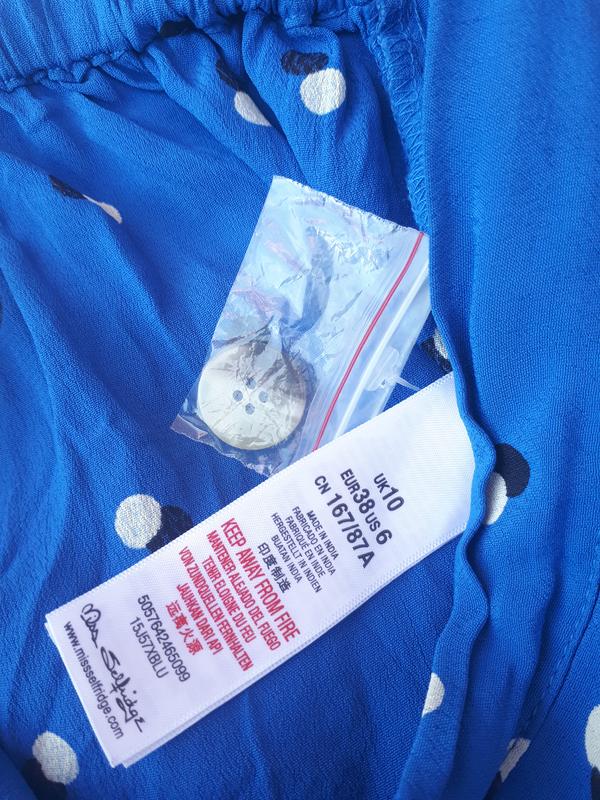 UK10
EUR38 US 6
CN 167/87A
MADE IN INDIA
FABRICADO EN INDIA
FABRIQUÉ EN INDE
HERGESTELLT IN INDIEN
BUATAN INDIA
印度制造
KEEP AWAY FROM FIRE
MANTENER ALEJADO DEL FUEGO
TENIR ELOIGNE DU FEU
VON ZÜNDQUELLEN FERNHALTEN
JAUHKAN DARI API
远离火源
5057642465099
15J57XBLU
Miss Selfridge
www.missselfridge.com